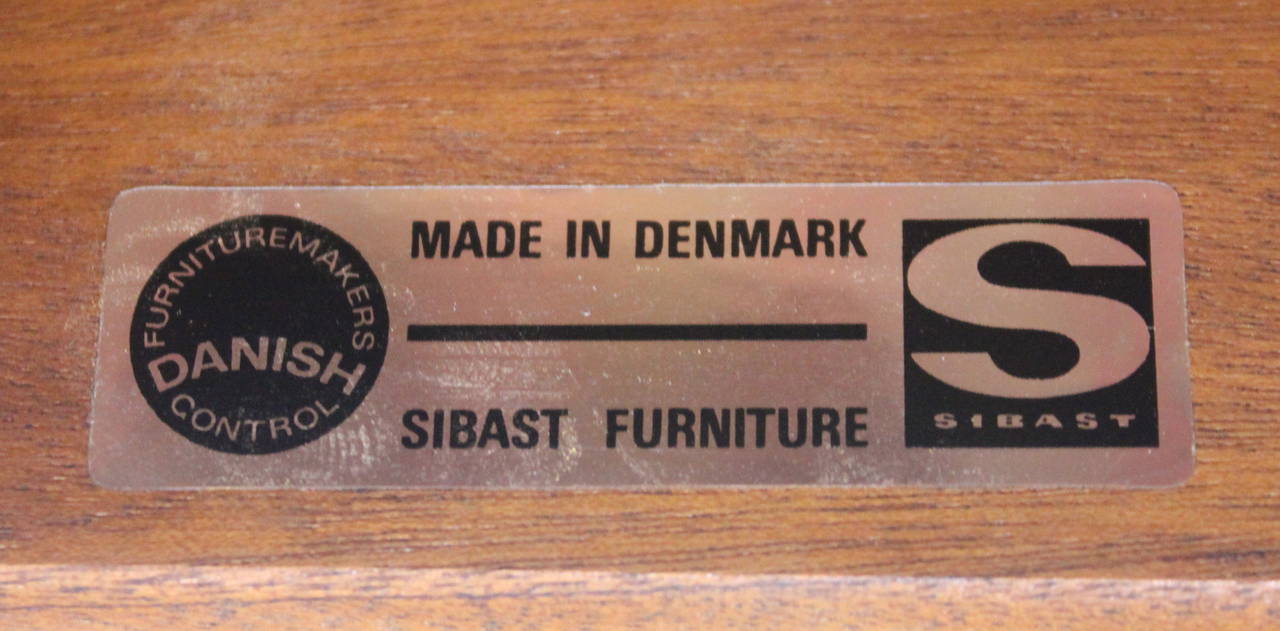 FURNITUREMAKERS
DANISH
CONTROL
MADE IN DENMARK
SIBAST FURNITURE
S
SIBAST